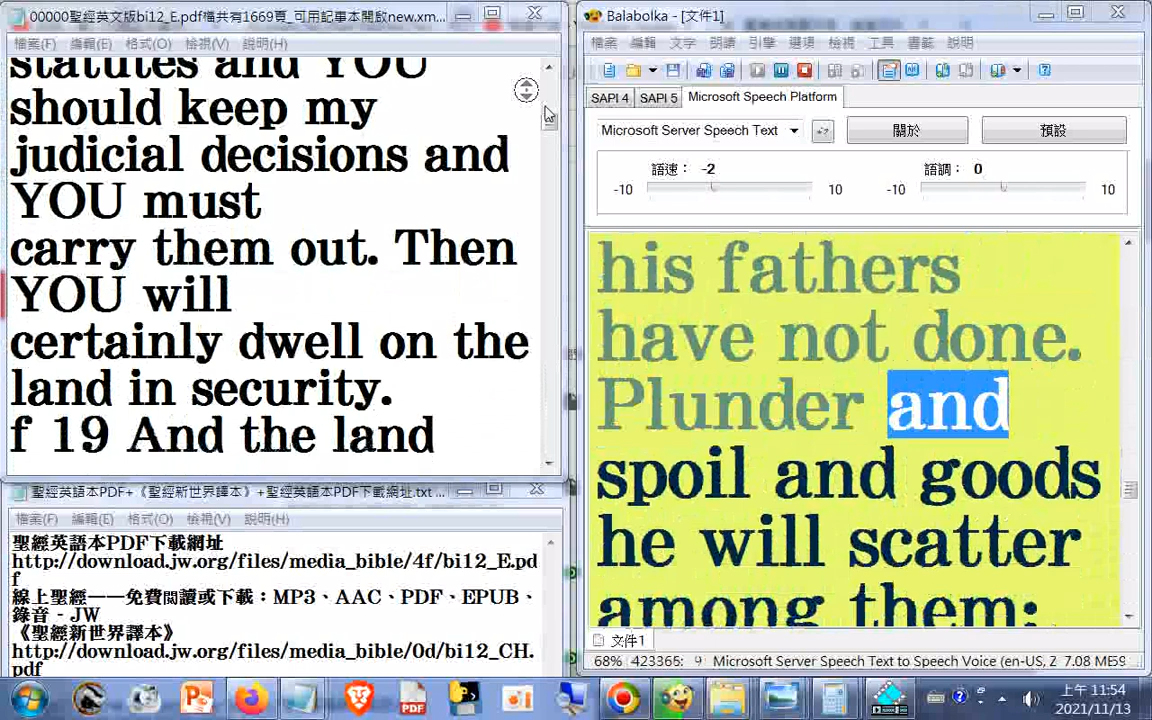 00000聖經英文版bi12_E.pdf檔共有1669頁_可用記事本開啟new.xm...
檔案(F) 編輯(E) 格式(O) 檢視(V) 說明(H)
statutes and YOU
should keep my
judicial decisions and
YOU must
carry them out. Then
YOU will
certainly dwell on the
land in security.
f 19 And the land
聖經英語本PDF+《聖經新世界譯本》+聖經英語本PDF下載網址.txt ...
檔案(F) 編輯(E) 格式(O) 檢視(V) 說明(H)
聖經英語本PDF下載網址
http://download.jw.org/files/media_bible/4f/bi12_E.pd
f
線上聖經——免費閱讀或下載：MP3、AAC、PDF、EPUB、
錄音 - JW
《聖經新世界譯本》
http://download.jw.org/files/media_bible/0d/bi12_CH.
pdf
Balabolka - [文件1]
檔案 編輯 文字 朗讀 引擎 選項 檢視 工具 書籤 說明
SAPI 4 SAPI 5 Microsoft Speech Platform
Microsoft Server Speech Text 關於 預設
語速： -2 語調： 0
-10 10 -10 10
his fathers
have not done.
Plunder and
spoil and goods
he will scatter
among them;
文件1
68% 423365: 9 Microsoft Server Speech Text to Speech Voice (en-US, Z 7.08 ME59
上午 11:54
2021/11/13